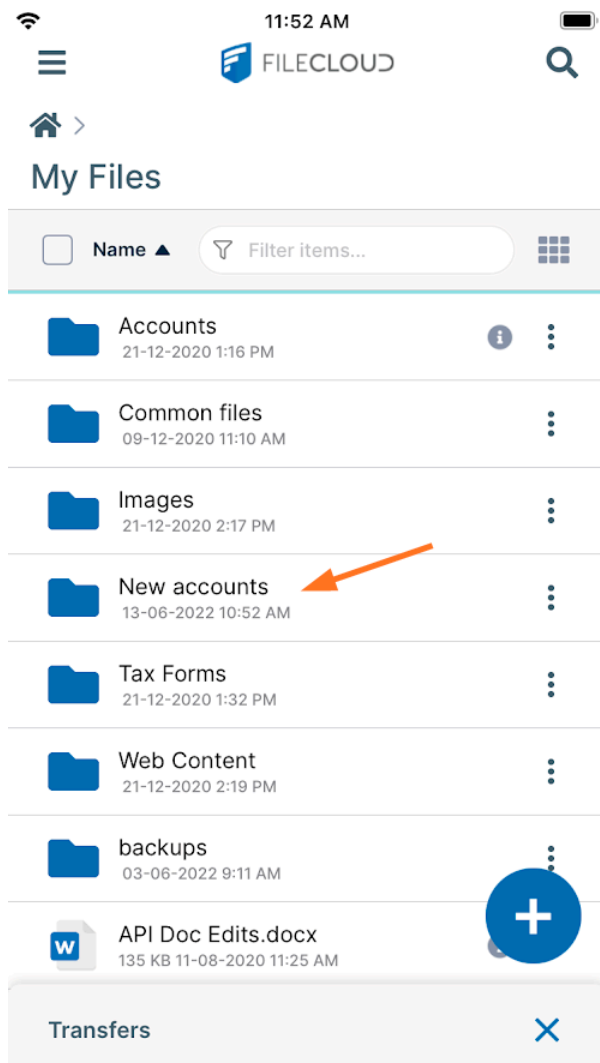 11:52 AM
FILECLOUD
My Files
Name
Filter items...
Accounts
21-12-2020 1:16 PM
Common files
09-12-2020 11:10 AM
Images
21-12-2020 2:17 PM
New accounts
13-06-2022 10:52 AM
Tax Forms
21-12-2020 1:32 PM
Web Content
21-12-2020 2:19 PM
backups
03-06-2022 9:11 AM
W
API Doc Edits.docx
135 KB 11-08-2020 11:25 AM
Transfers